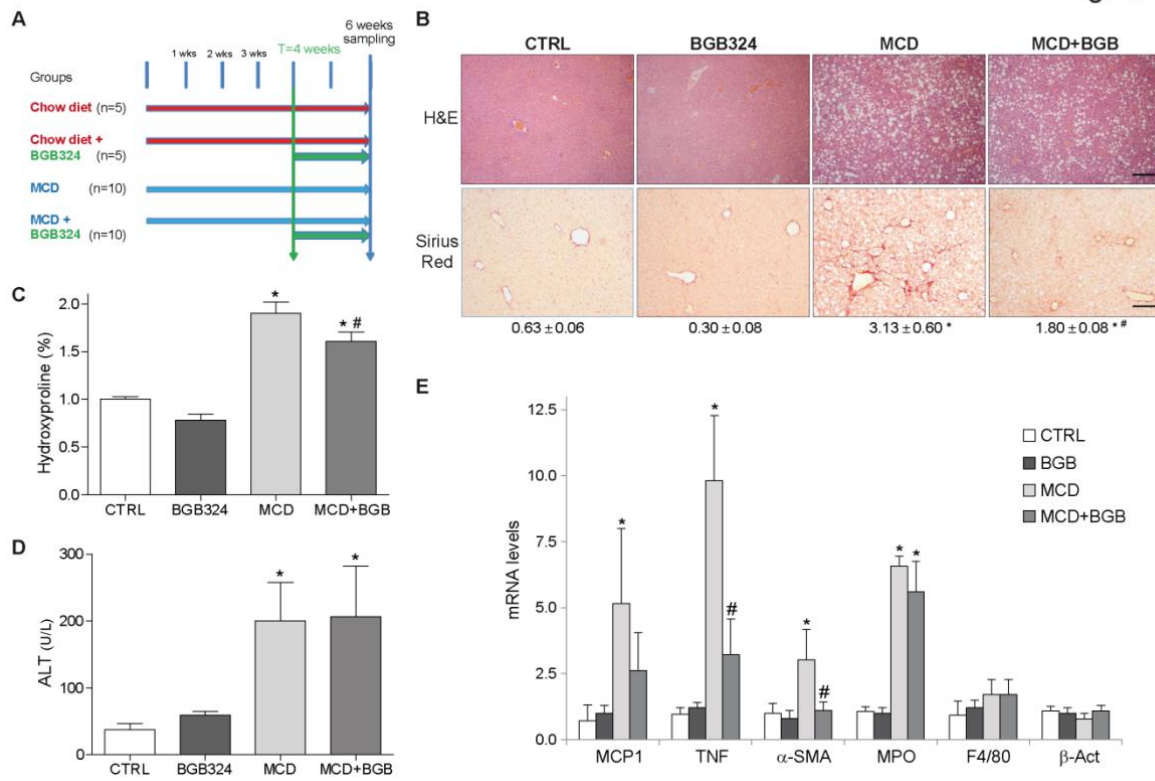 A
6 weeks
sampling
1 wks 2 wks 3 wks T=4 weeks
Groups
Chow diet (n=5)
Chow diet +
BGB324 (n=5)
MCD (n=10)
MCD +
BGB324 (n=10)
B
CTRL BGB324 MCD MCD+BGB
H&E
Sirius
Red
0.63 ± 0.06 0.30 ± 0.08 3.13 ± 0.60 * 1.80 ± 0.08 * #
C
Hydroxyproline (%)
2.0
1.5
1.0
0.5
0.0
*
* #
CTRL BGB324 MCD MCD+BGB
D
ALT (U/L)
300
200
100
0
* *
CTRL BGB324 MCD MCD+BGB
E
mRNA levels
12.5
10.0
7.5
5.0
2.5
0.0
* * # * # * *
CTRL
BGB
MCD
MCD+BGB
MCP1 TNF α-SMA MPO F4/80 β-Act